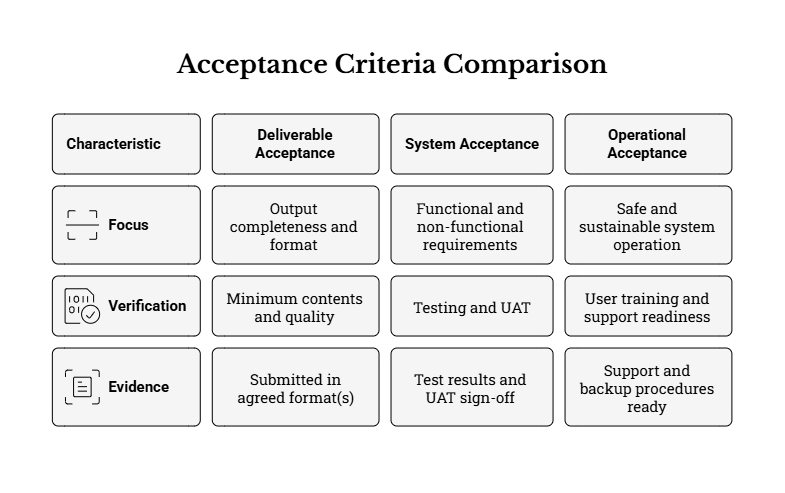 Acceptance Criteria Comparison
Characteristic
Deliverable
Acceptance
System Acceptance
Operational
Acceptance
Focus
Output
completeness and
format
Functional and
non-functional
requirements
Safe and
sustainable system
operation
1011
01
Verification
Minimum contents
and quality
Testing and UAT
User training and
support readiness
Evidence
Submitted in
agreed format(s)
Test results and
UAT sign-off
Support and
backup procedures
ready